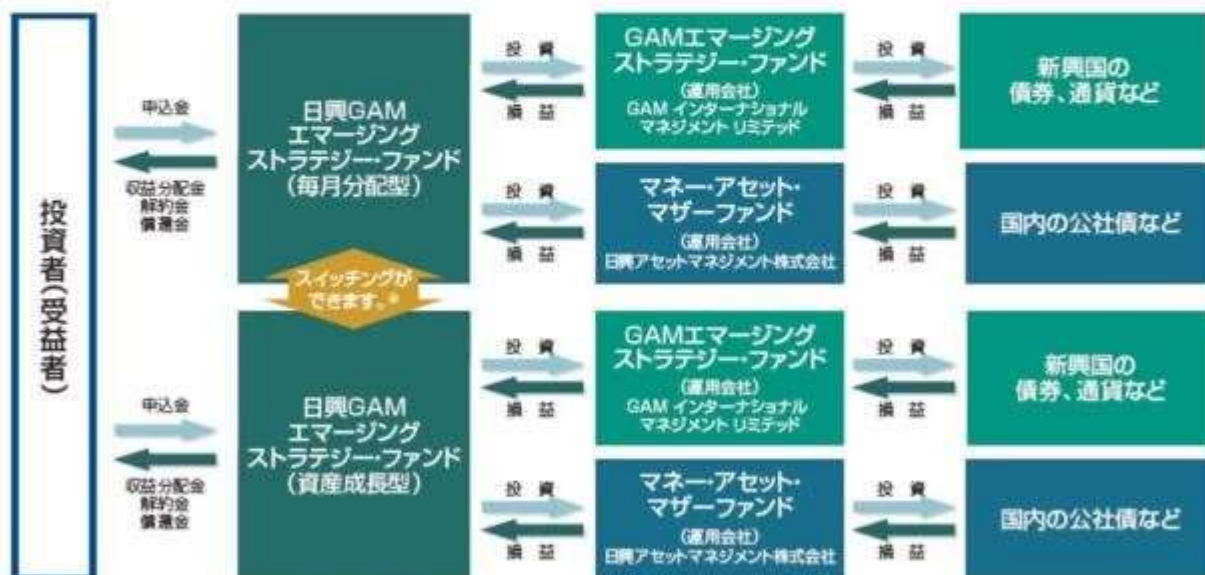 投資者(受益者)
申込金
収益分配金
解約金
償還金
日興GAM
エマージング
ストラテジー・ファンド
(毎月分配型)
投 資
損 益
GAMエマージング
ストラテジー・ファンド
(運用会社)
GAM インターナショナル
マネジメント リミテッド
投 資
損 益
新興国の
債券、通貨など
投 資
損 益
マネー・アセット・
マザーファンド
(運用会社)
日興アセットマネジメント株式会社
投 資
損 益
国内の公社債など
スイッチングが
できます。※
申込金
収益分配金
解約金
償還金
日興GAM
エマージング
ストラテジー・ファンド
(資産成長型)
投 資
損 益
GAMエマージング
ストラテジー・ファンド
(運用会社)
GAM インターナショナル
マネジメント リミテッド
投 資
損 益
新興国の
債券、通貨など
投 資
損 益
マネー・アセット・
マザーファンド
(運用会社)
日興アセットマネジメント株式会社
投 資
損 益
国内の公社債など